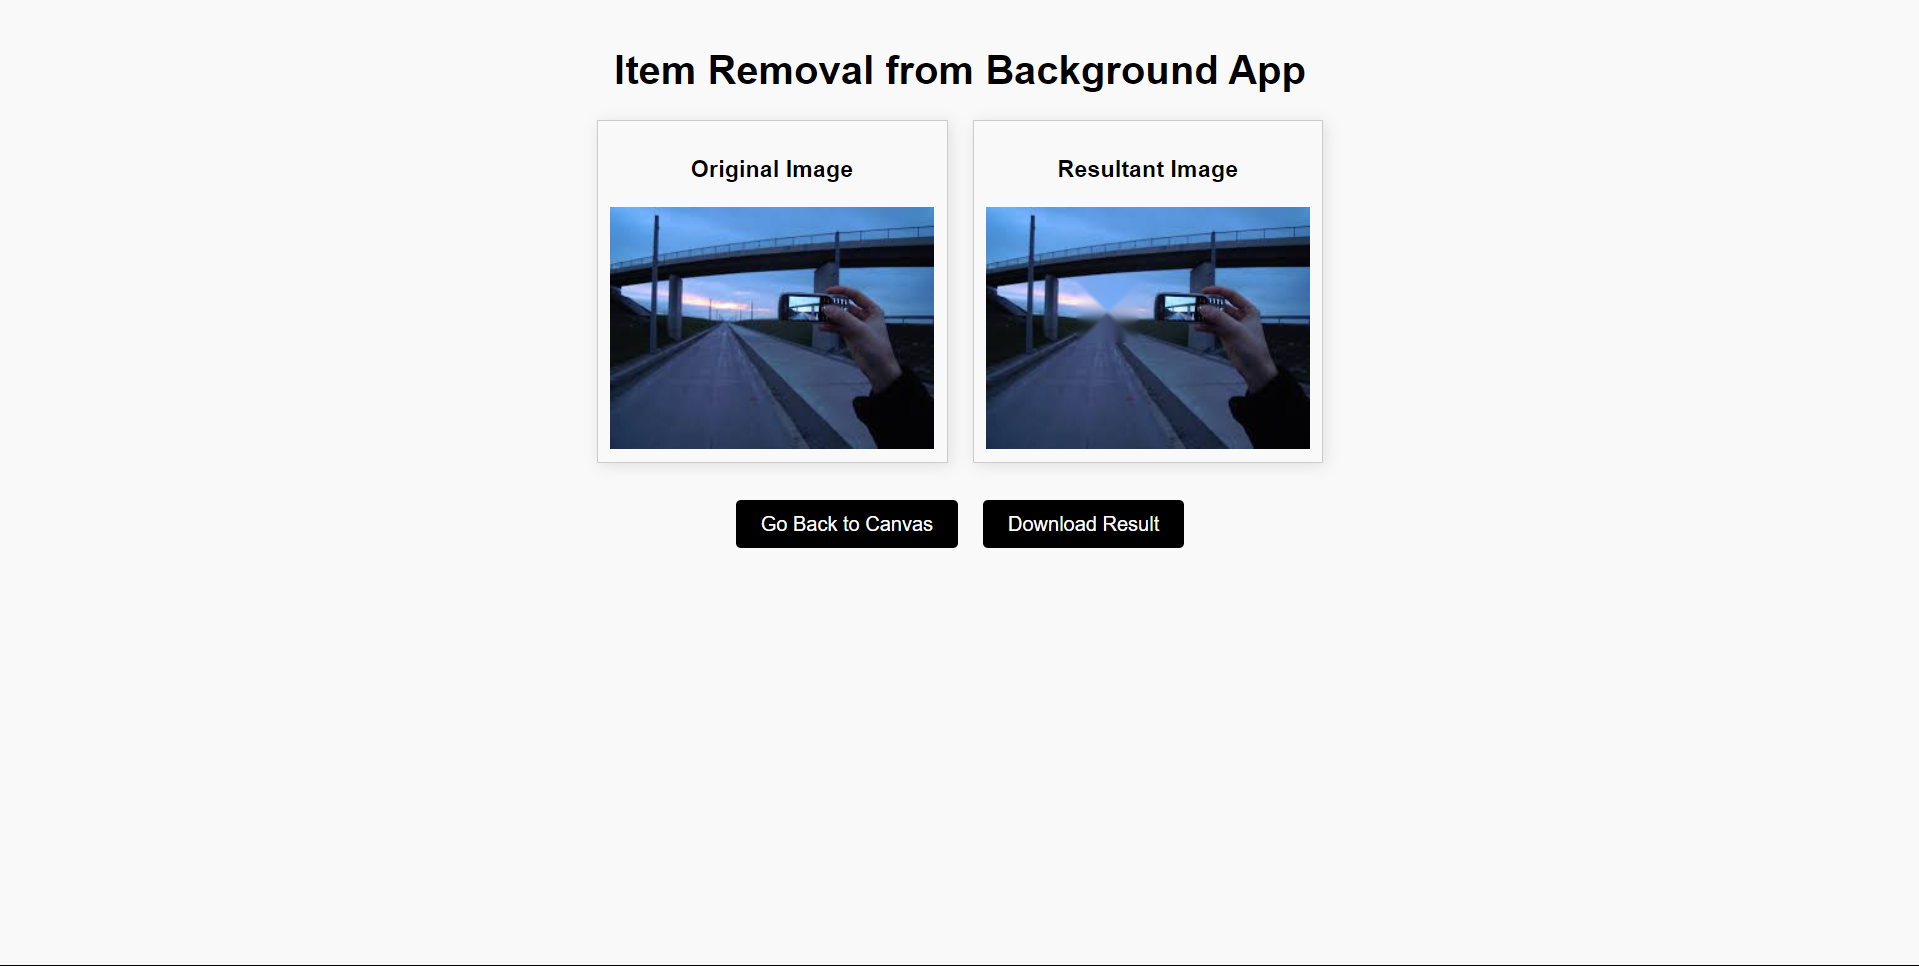 Item Removal from Background App
Original Image
Resultant Image
Go Back to Canvas
Download Result